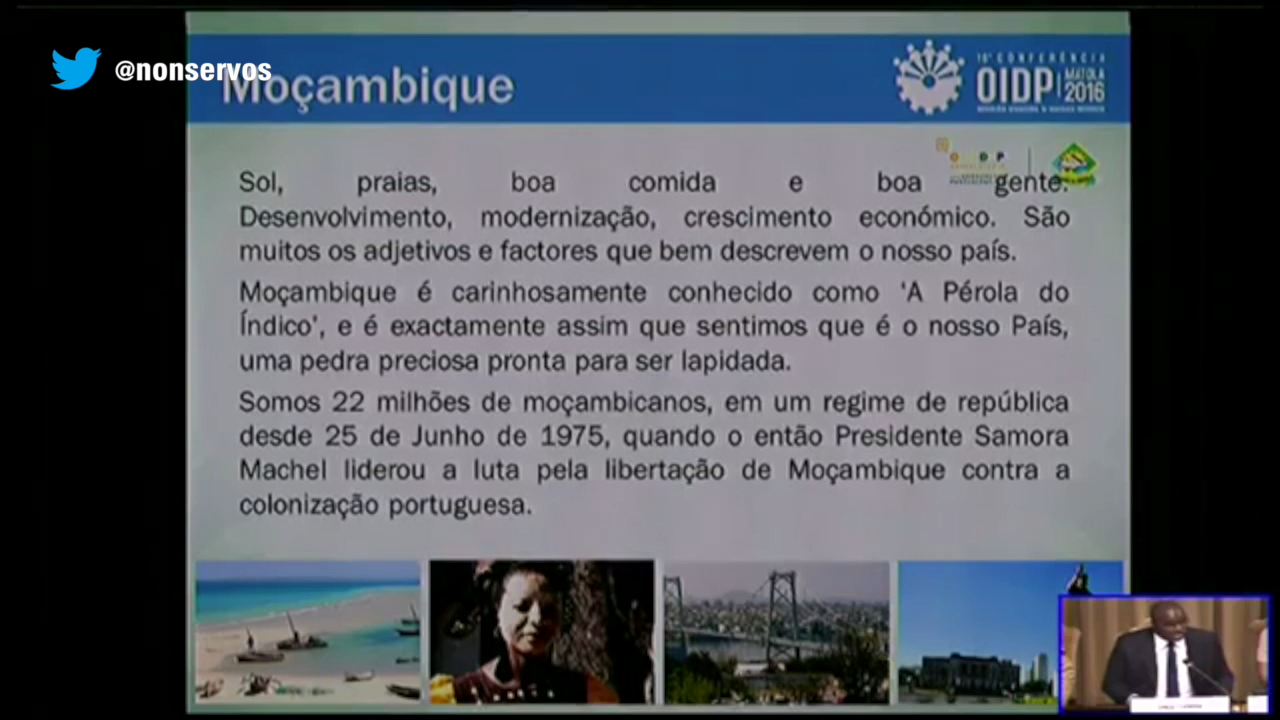 @nonservos
Moçambique
16ª CONFERÊNCIA
OIDP
MATOLA
2016
O DP
Sol, praias, boa comida e boa gente.
Desenvolvimento, modernização, crescimento económico. São
muitos os adjetivos e factores que bem descrevem o nosso país.
Moçambique é carinhosamente conhecido como ‘A Pérola do
Índico’, e é exactamente assim que sentimos que é o nosso País,
uma pedra preciosa pronta para ser lapidada.
Somos 22 milhões de moçambicanos, em um regime de república
desde 25 de Junho de 1975, quando o então Presidente Samora
Machel liderou a luta pela libertação de Moçambique contra a
colonização portuguesa.